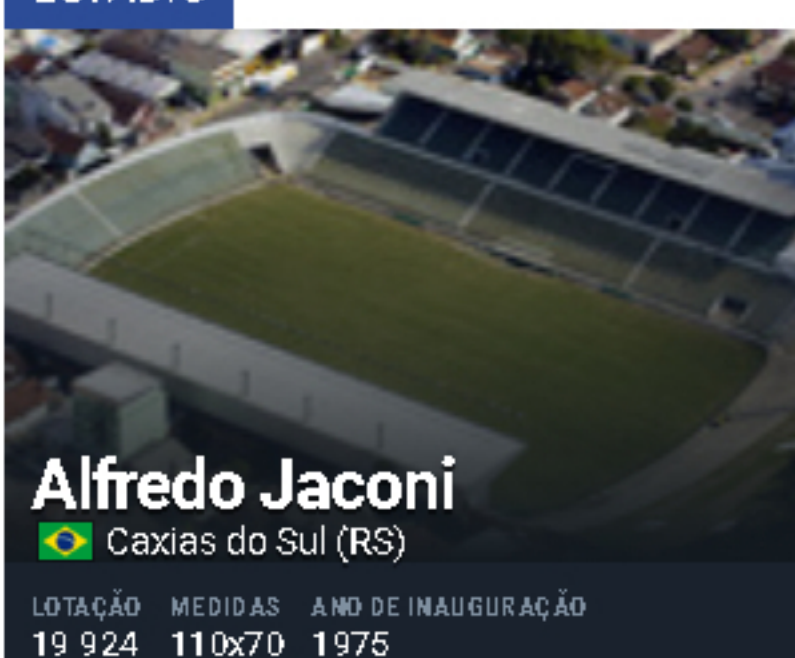 Alfredo Jaconi
Caxias do Sul (RS)
LOTAÇÃO MEDIDAS ANO DE INAUGURAÇÃO
19 924 110x70 1975